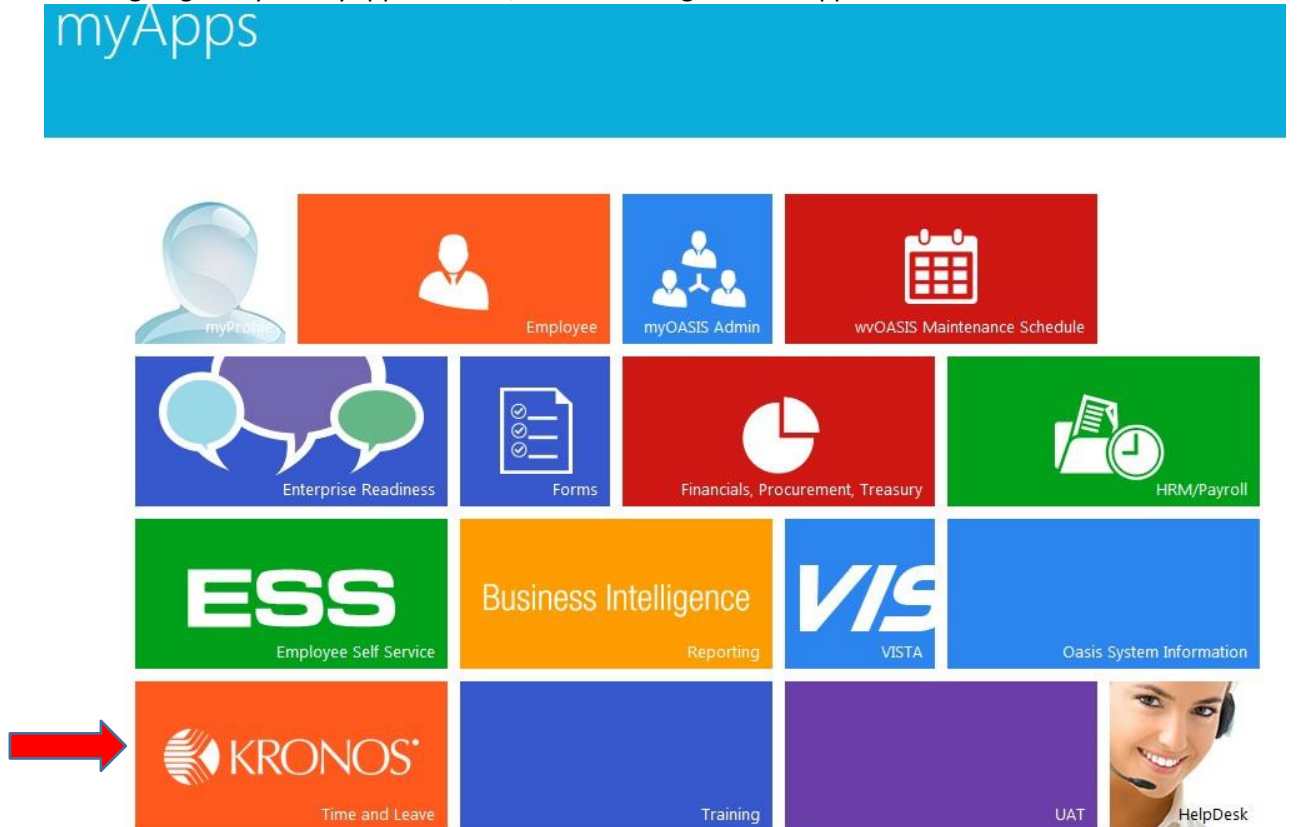 myApps
myProfile
Employee
myOASIS Admin
wvOASIS Maintenance Schedule
Enterprise Readiness
Forms
Financials, Procurement, Treasury
HRM/Payroll
ESS
Employee Self Service
Business Intelligence
Reporting
VIS
VISTA
Oasis System Information
KRONOS
Time and Leave
Training
UAT
HelpDesk